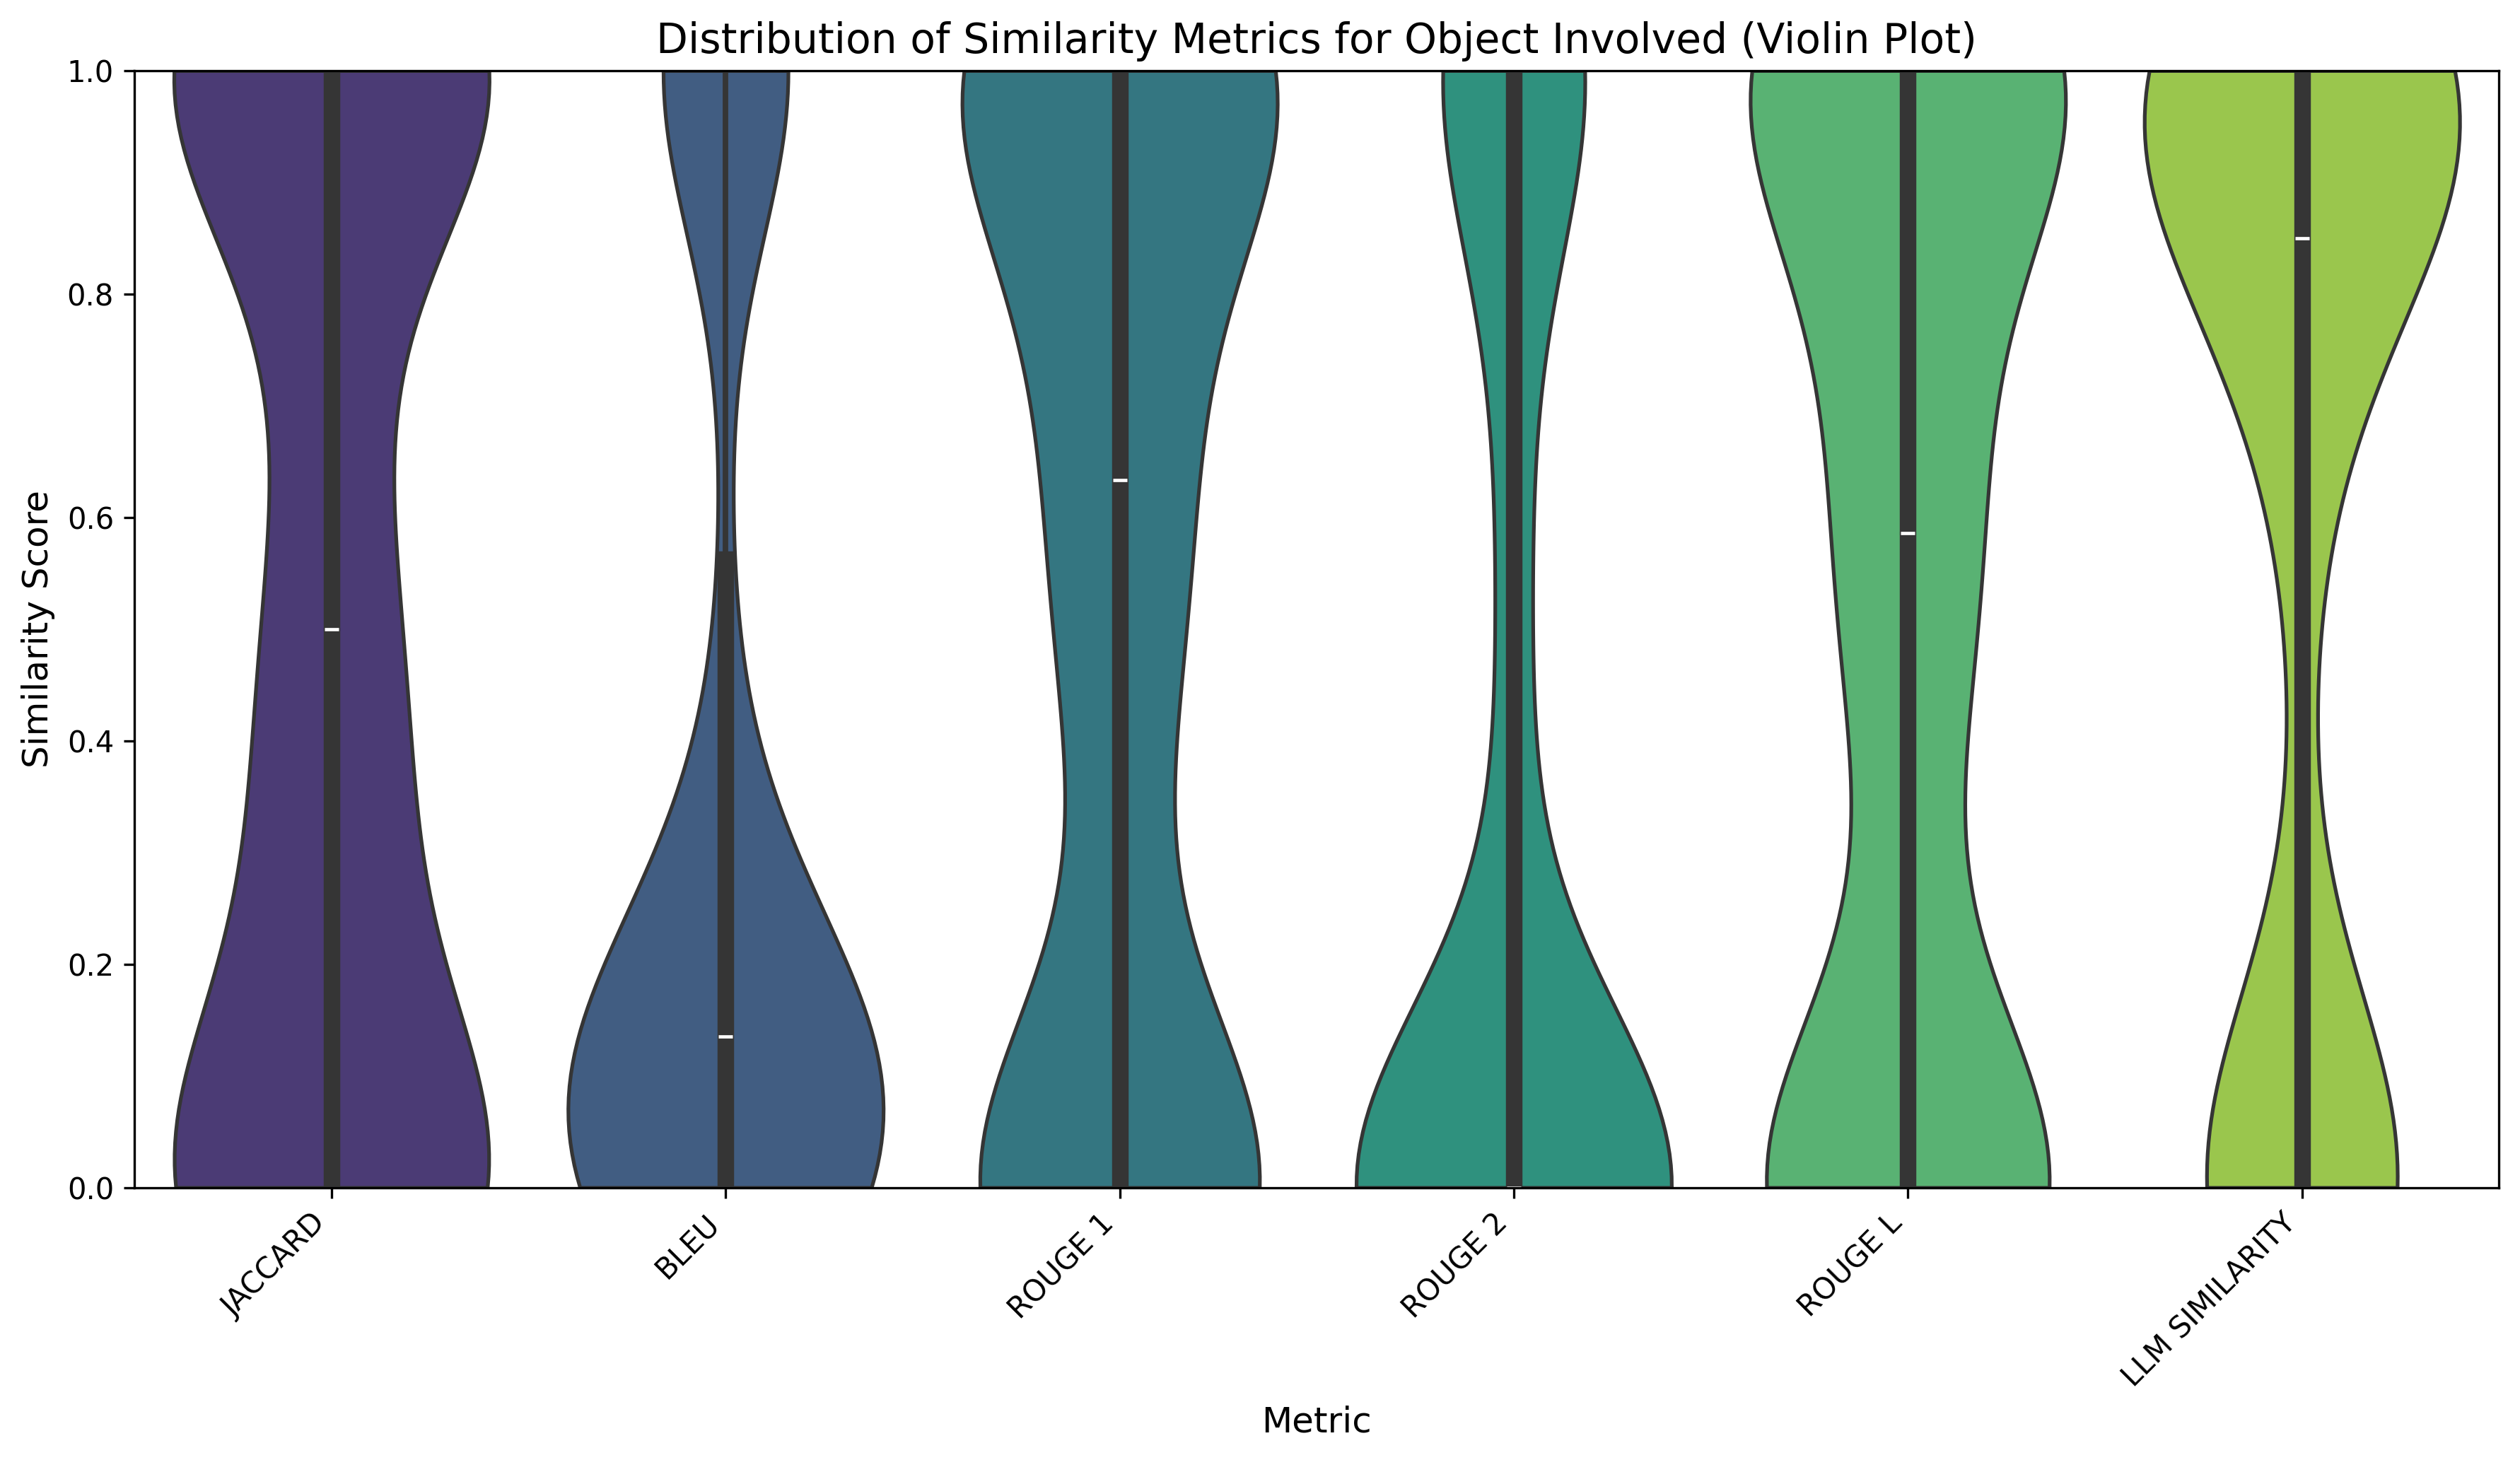 Distribution of Similarity Metrics for Object Involved (Violin Plot)
Similarity Score
1.0
0.8
0.6
0.4
0.2
0.0
JACCARD
BLEU
ROUGE 1
ROUGE 2
ROUGE L
LLM SIMILARITY
Metric